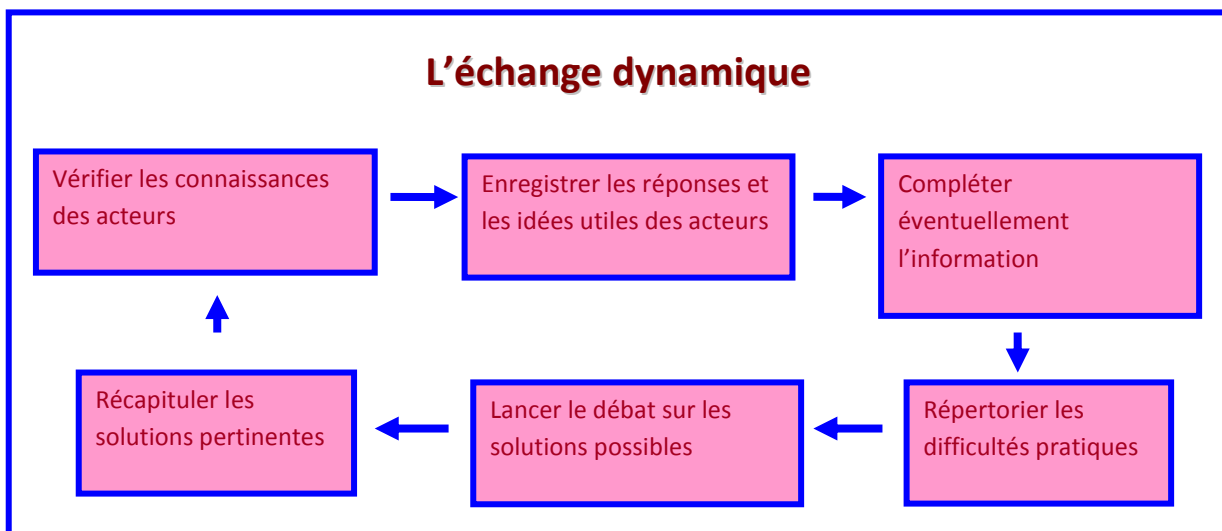 L’échange dynamique
Vérifier les connaissances
des acteurs
Enregistrer les réponses et
les idées utiles des acteurs
Compléter
éventuellement
l’information
Répertorier les
difficultés pratiques
Lancer le débat sur les
solutions possibles
Récapituler les
solutions pertinentes